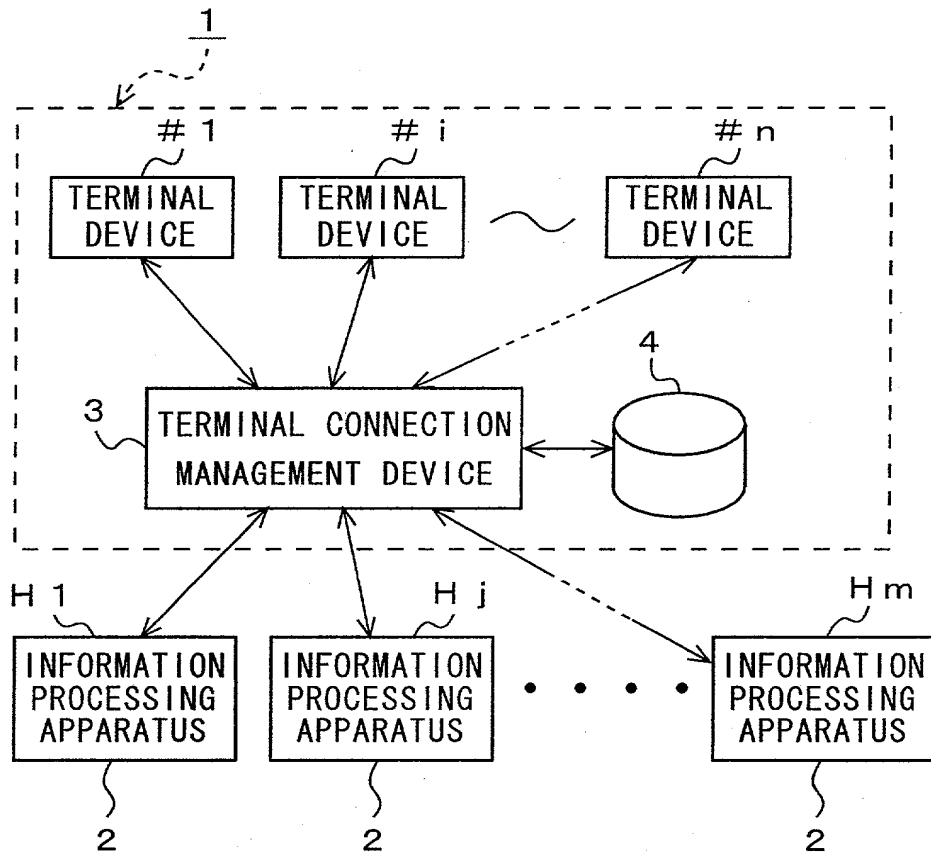 1
#1 #i #n
TERMINAL DEVICE
TERMINAL DEVICE
TERMINAL DEVICE
4
3
TERMINAL CONNECTION
MANAGEMENT DEVICE
H1 Hj Hm
INFORMATION
PROCESSING
APPARATUS
INFORMATION
PROCESSING
APPARATUS
INFORMATION
PROCESSING
APPARATUS
2 2 2